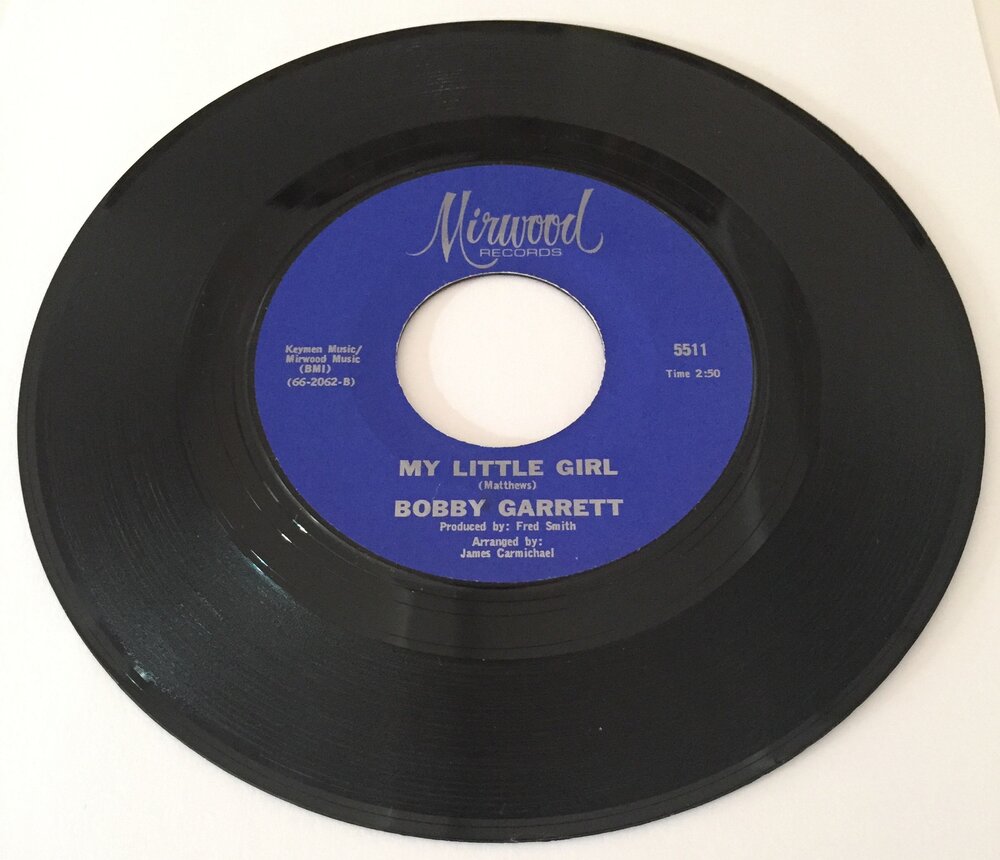 Mirwood
RECORDS
Keymen Music/
Mirwood Music
(BMI)
(66-2062-B)
5511
Time 2:50
MY LITTLE GIRL
(Matthews)
BOBBY GARRETT
Produced by: Fred Smith
Arranged by:
James Carmichael